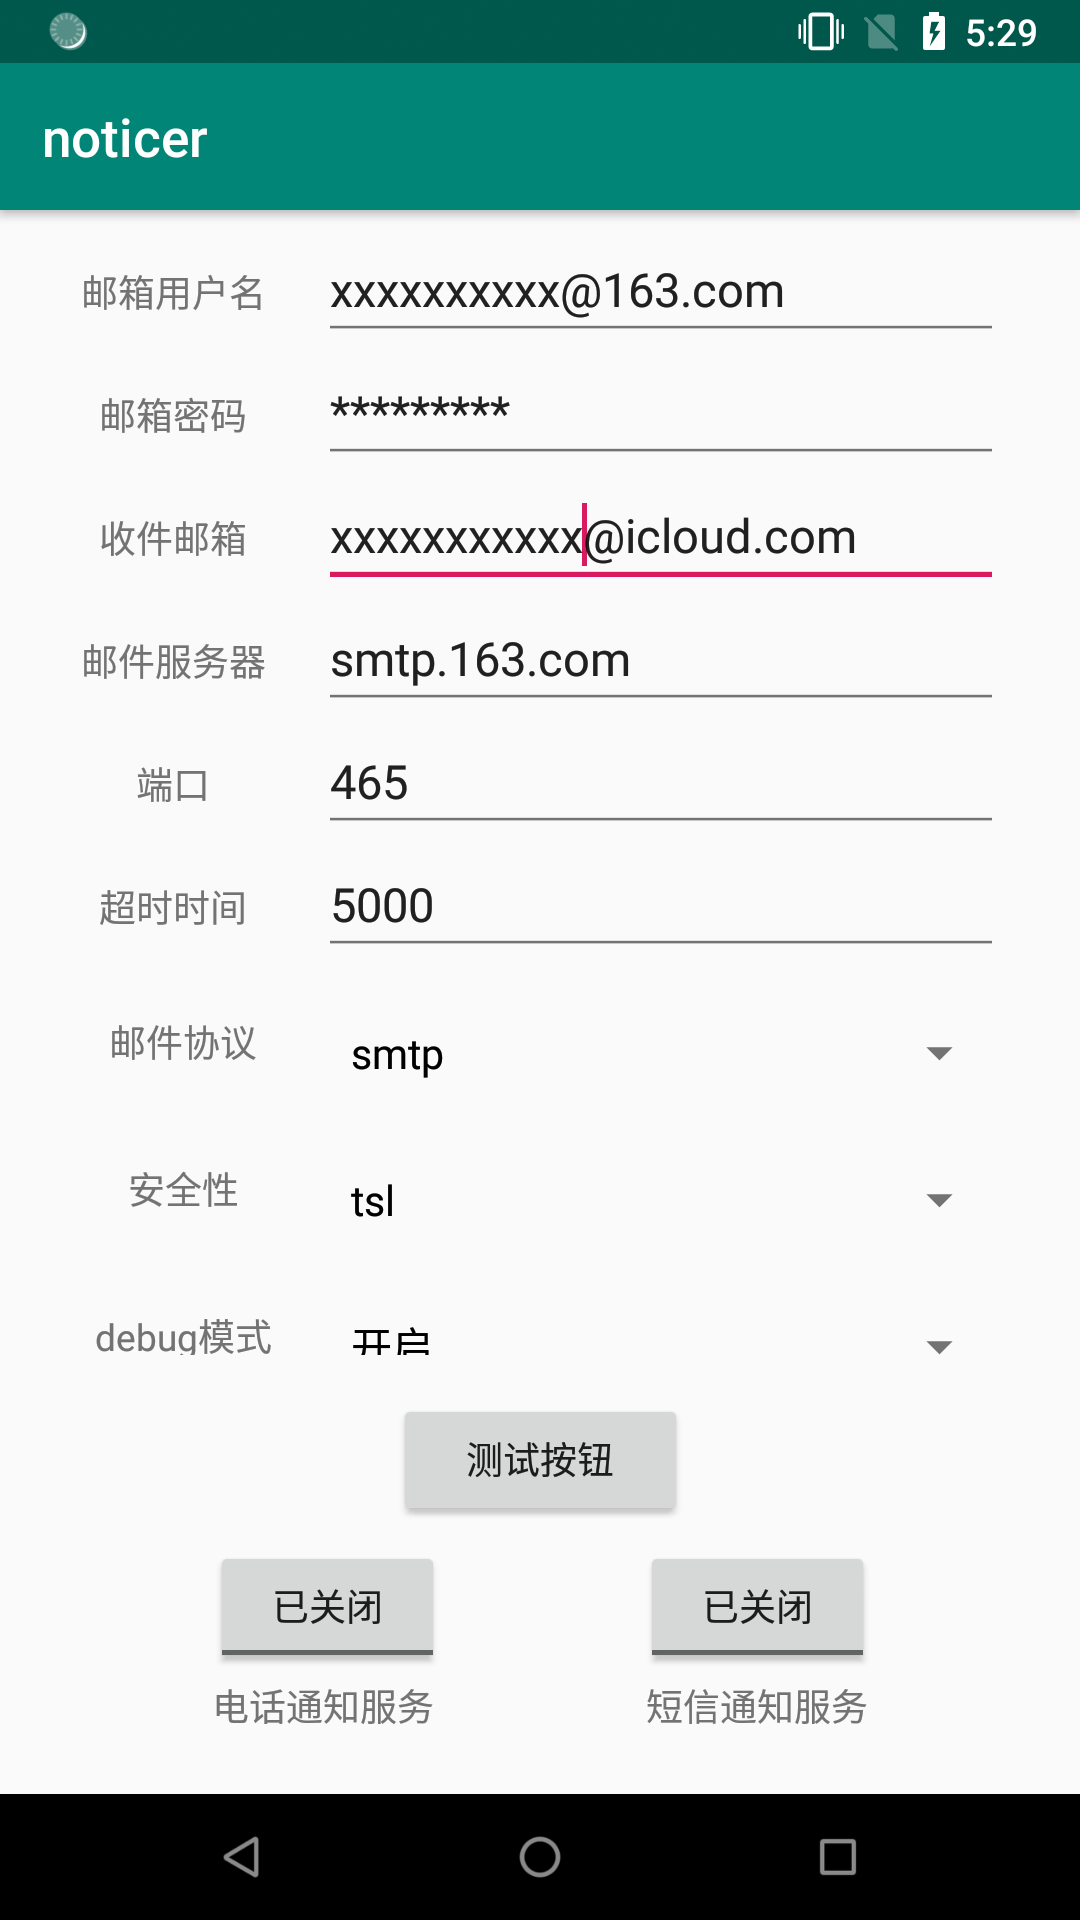 5:29
noticer
邮箱用户名 xxxxxxxxxx@163.com
邮箱密码 *********
收件邮箱 xxxxxxxxxxx@icloud.com
邮件服务器 smtp.163.com
端口 465
超时时间 5000
邮件协议 smtp
安全性 tsl
debug模式 开启
测试按钮
已关闭 已关闭
电话通知服务 短信通知服务